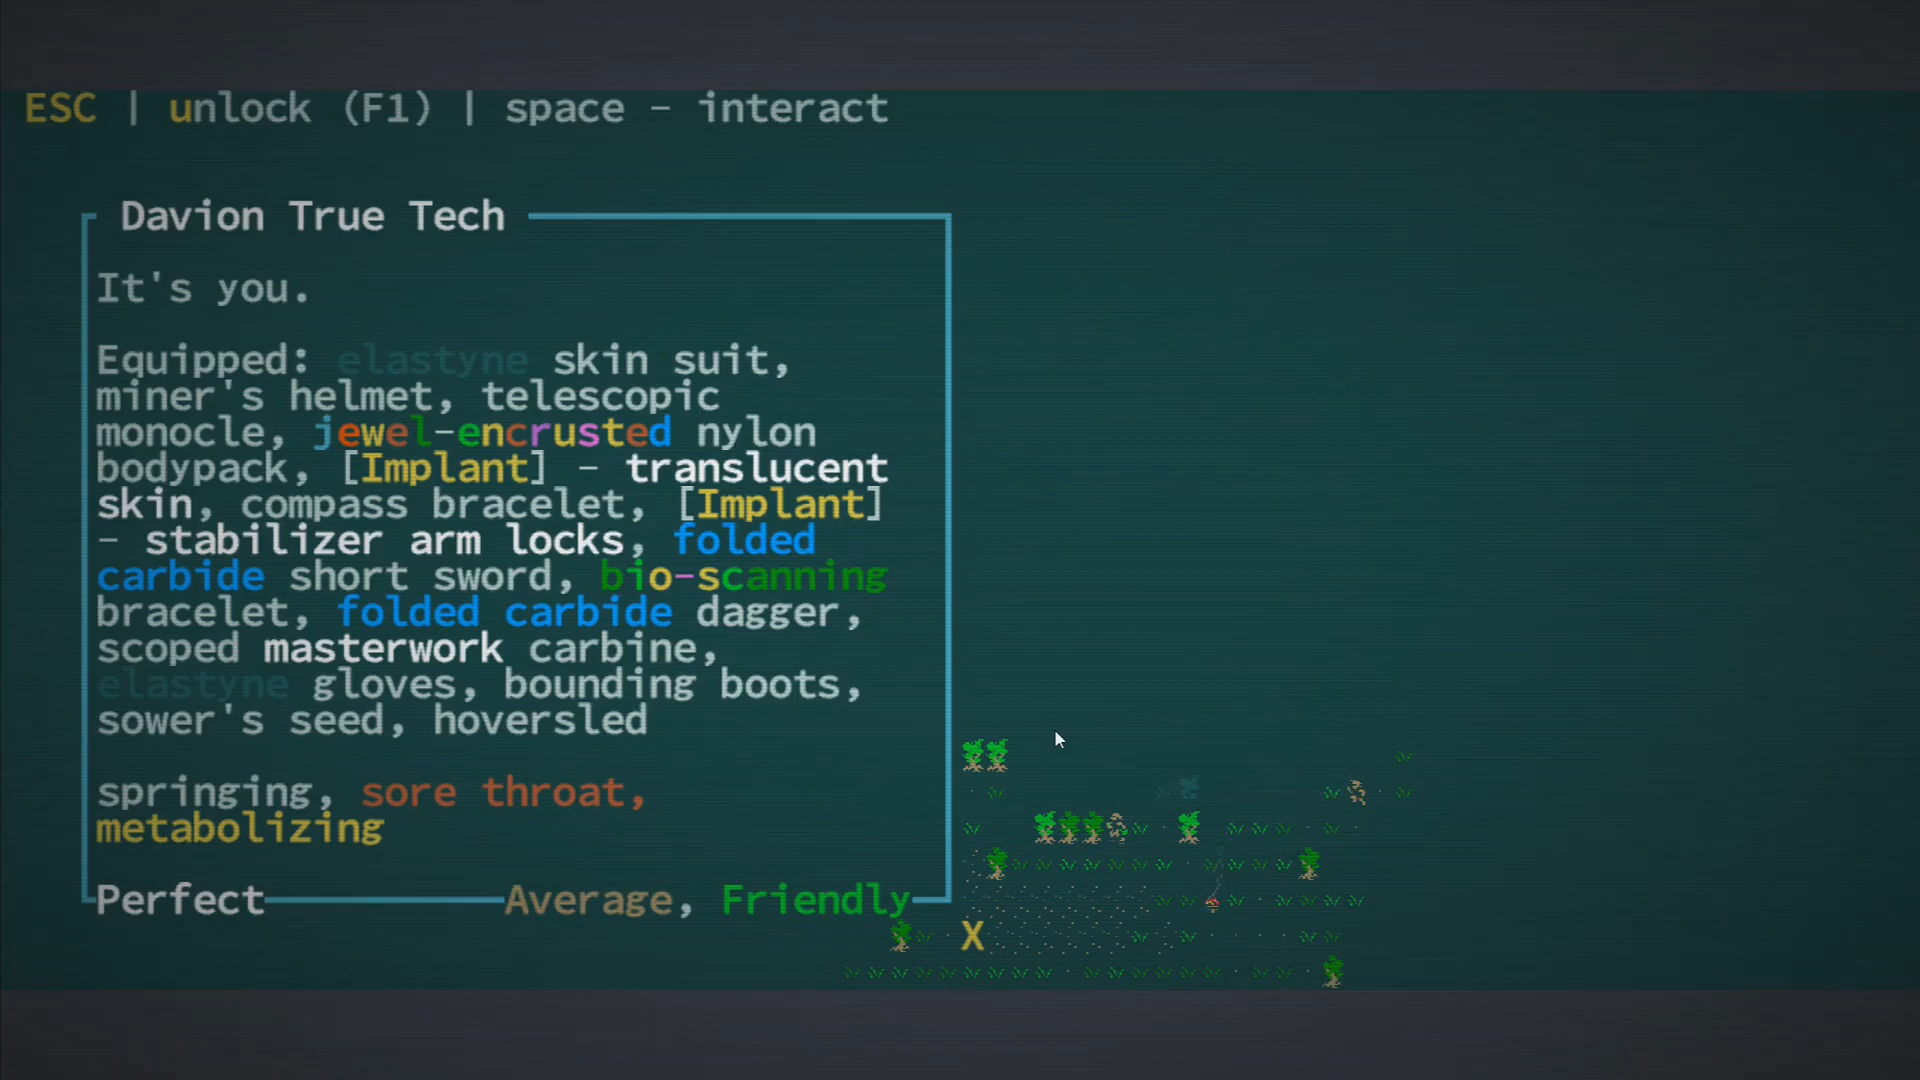 ESC | unlock (F1) | space - interact
Davion True Tech
It's you.
Equipped: elastyne skin suit,
miner's helmet, telescopic
monocle, jewel-encrusted nylon
bodypack, [Implant] - translucent
skin, compass bracelet, [Implant]
- stabilizer arm locks, folded
carbide short sword, bio-scanning
bracelet, folded carbide dagger,
scoped masterwork carbine,
elastyne gloves, bounding boots,
sower's seed, hoversled
springing, sore throat,
metabolizing
Perfect Average, Friendly
X